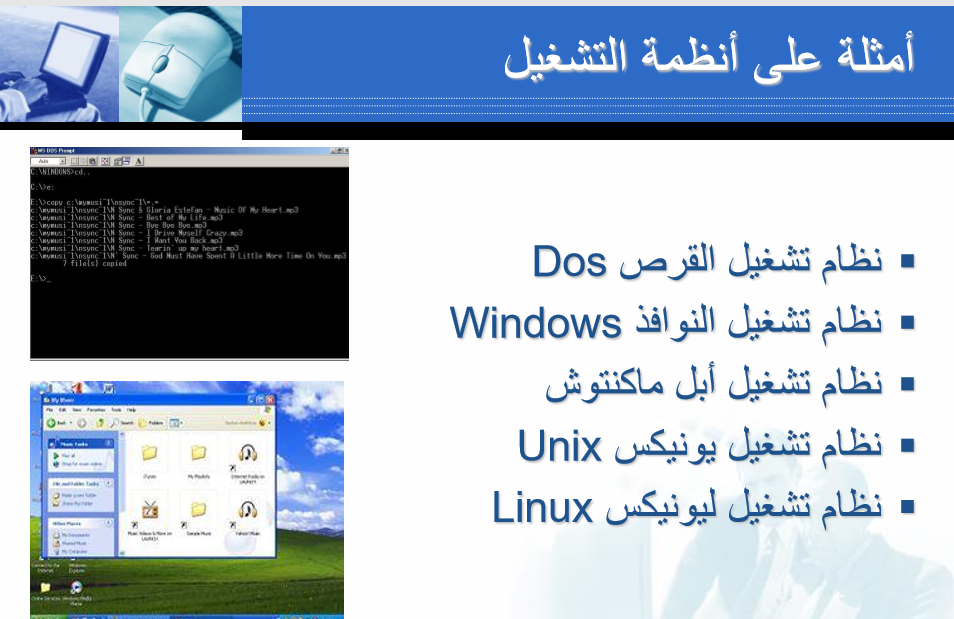 أمثلة على أنظمة التشغيل
نظام تشغيل القرص Dos
نظام تشغيل النوافذ Windows
نظام تشغيل أبل ماكنتوش
نظام تشغيل يونيكس Unix
نظام تشغيل ليونيكس Linux
MS-DOS Prompt
Auto
C:\WINDOWS>cd..
C:\>e:
E:\>copy c:\mymusi~1\nsync~1\*.*
c:\mymusi~1\nsync~1\N Sync & Gloria Estefan - Music Of My Heart.mp3
c:\mymusi~1\nsync~1\N Sync - Best of My Life.mp3
c:\mymusi~1\nsync~1\N Sync - Bye Bye Bye.mp3
c:\mymusi~1\nsync~1\N Sync - I Drive Myself Crazy.mp3
c:\mymusi~1\nsync~1\N Sync - I Want You Back.mp3
c:\mymusi~1\nsync~1\N Sync - Tearin' up my heart.mp3
c:\mymusi~1\nsync~1\N' Sync - God Must Have Spent A Little More Time On You.mp3
7 file(s) copied
E:\>_
My Music
File Edit View Favorites Tools Help
Back Search Folders
Music Tasks
Play all
Shop for music online
File and Folder Tasks
Make a new folder
Share this folder
Other Places
My Documents
Shared Music
My Computer
iTunes
My Playlists
Internet Radio on
LAUNCH
Music Videos & More on
LAUNCH
Sample Music
Yahoo! Music
Connect to the
Internet
Windows
Explorer
Online Services
Windows Media
Player